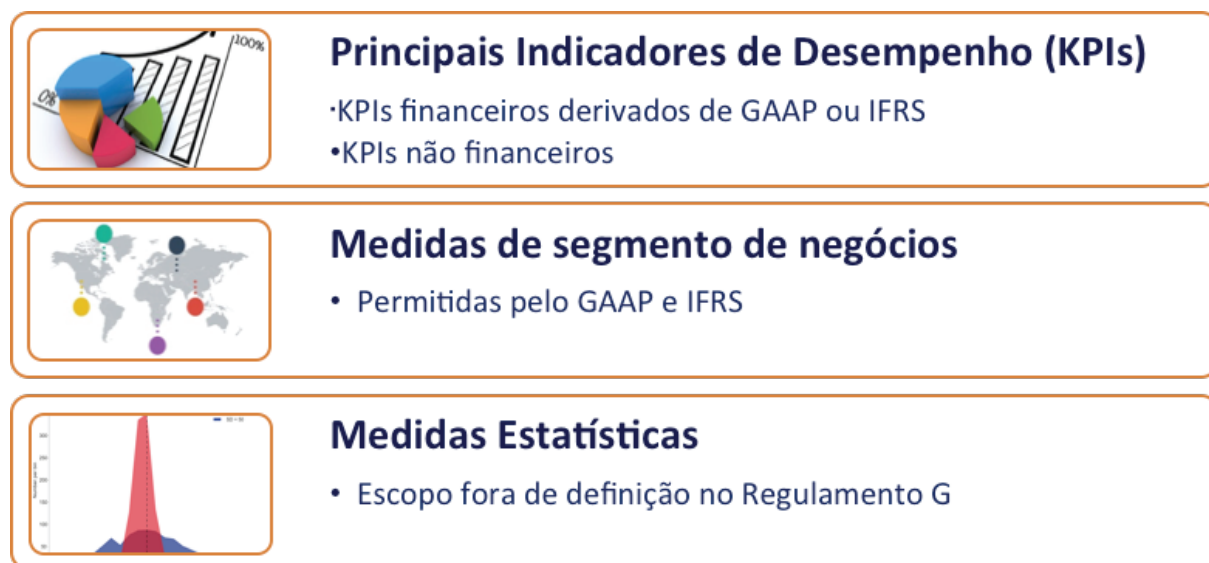 100%
0%
Principais Indicadores de Desempenho (KPIs)
·KPIs financeiros derivados de GAAP ou IFRS
•KPIs não financeiros
Medidas de segmento de negócios
• Permitidas pelo GAAP e IFRS
Medidas Estatísticas
• Escopo fora de definição no Regulamento G